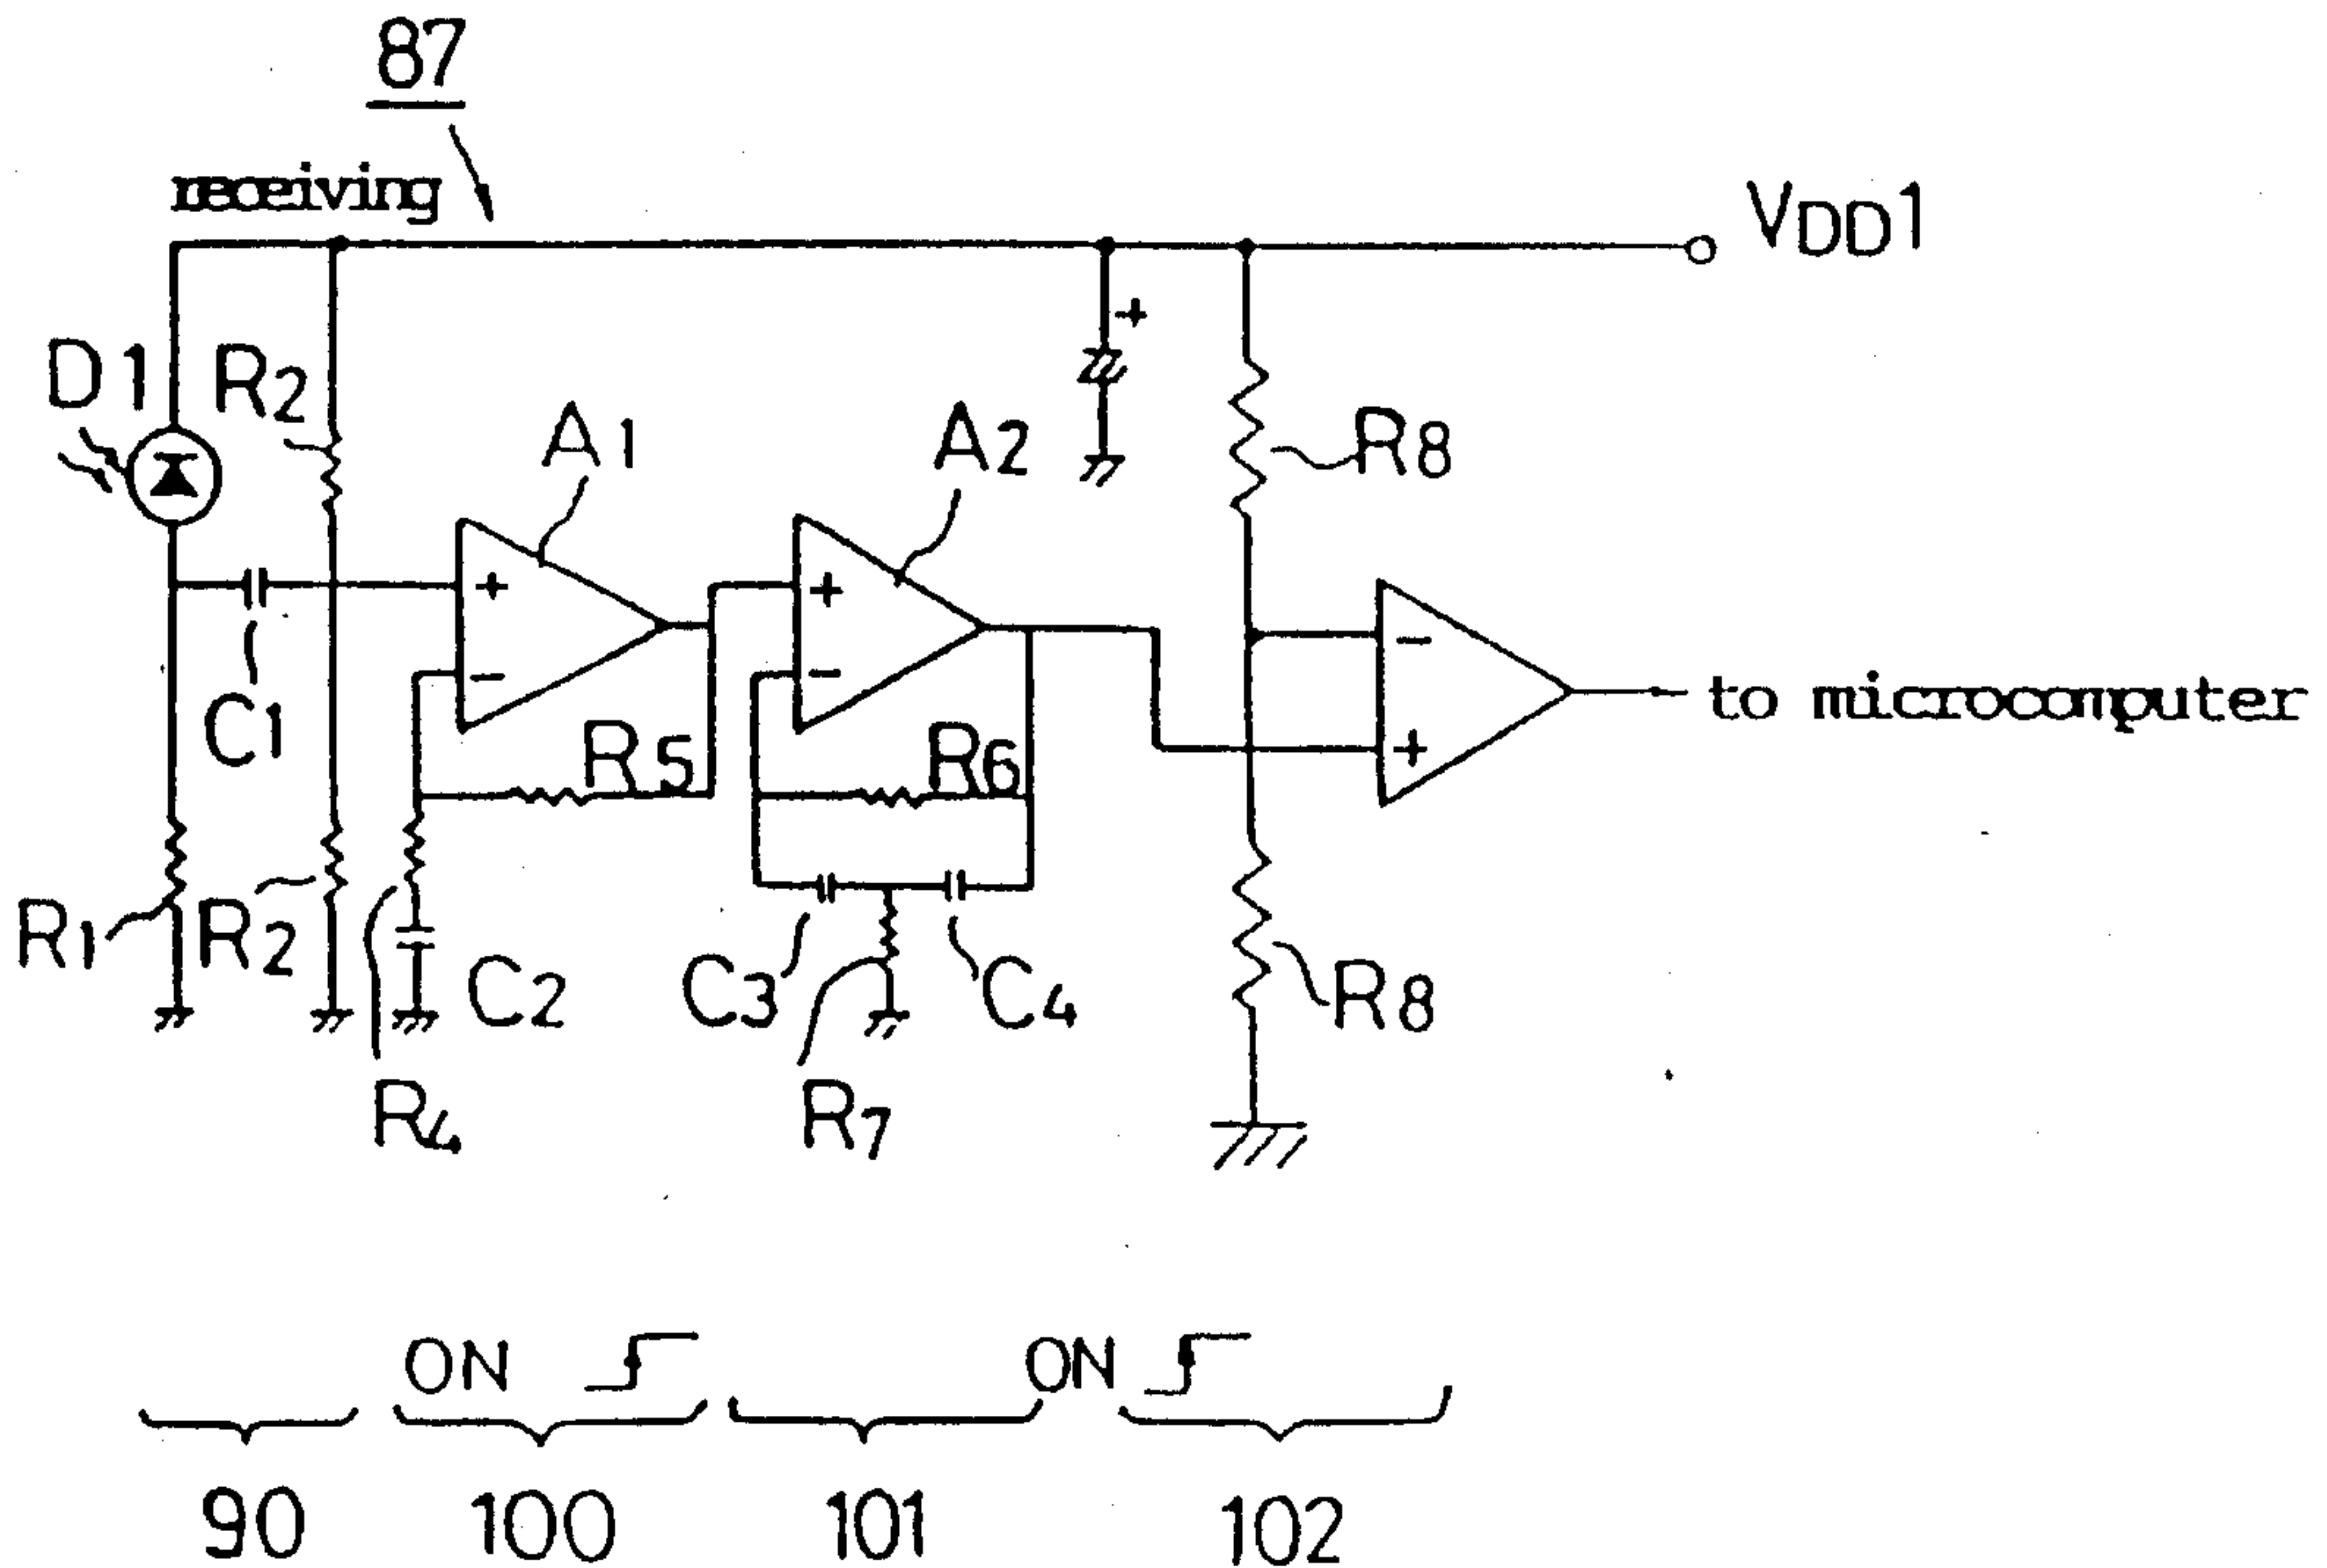 87
receiving
VDD1
+
D1
R2
A1
A2
R8
+
−
+
−
−
+
to microcomputer
C1
R5
R6
R1
R2
C2
C3
C4
R8
R4
R7
ON
ON
90
100
101
102